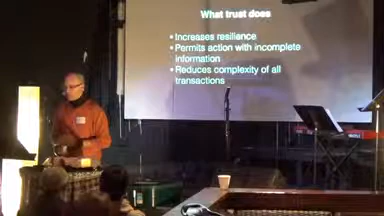 What trust does
• Increases resilience
• Permits action with incomplete
information
• Reduces complexity of all
transactions